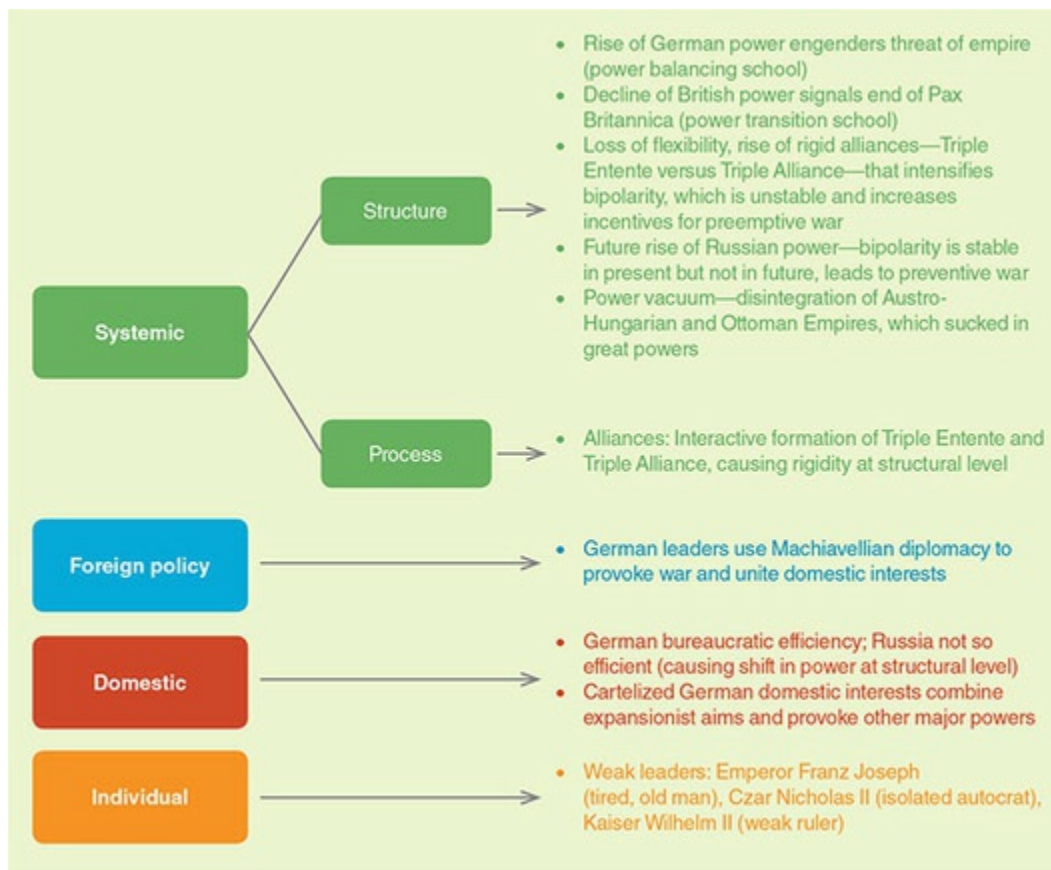 Systemic
Structure
• Rise of German power engenders threat of empire
(power balancing school)
• Decline of British power signals end of Pax
Britannica (power transition school)
• Loss of flexibility, rise of rigid alliances—Triple
Entente versus Triple Alliance—that intensifies
bipolarity, which is unstable and increases
incentives for preemptive war
• Future rise of Russian power—bipolarity is stable
in present but not in future, leads to preventive war
• Power vacuum—disintegration of Austro-
Hungarian and Ottoman Empires, which sucked in
great powers
Process
• Alliances: Interactive formation of Triple Entente and
Triple Alliance, causing rigidity at structural level
Foreign policy
• German leaders use Machiavellian diplomacy to
provoke war and unite domestic interests
Domestic
• German bureaucratic efficiency; Russia not so
efficient (causing shift in power at structural level)
• Cartelized German domestic interests combine
expansionist aims and provoke other major powers
Individual
• Weak leaders: Emperor Franz Joseph
(tired, old man), Czar Nicholas II (isolated autocrat),
Kaiser Wilhelm II (weak ruler)